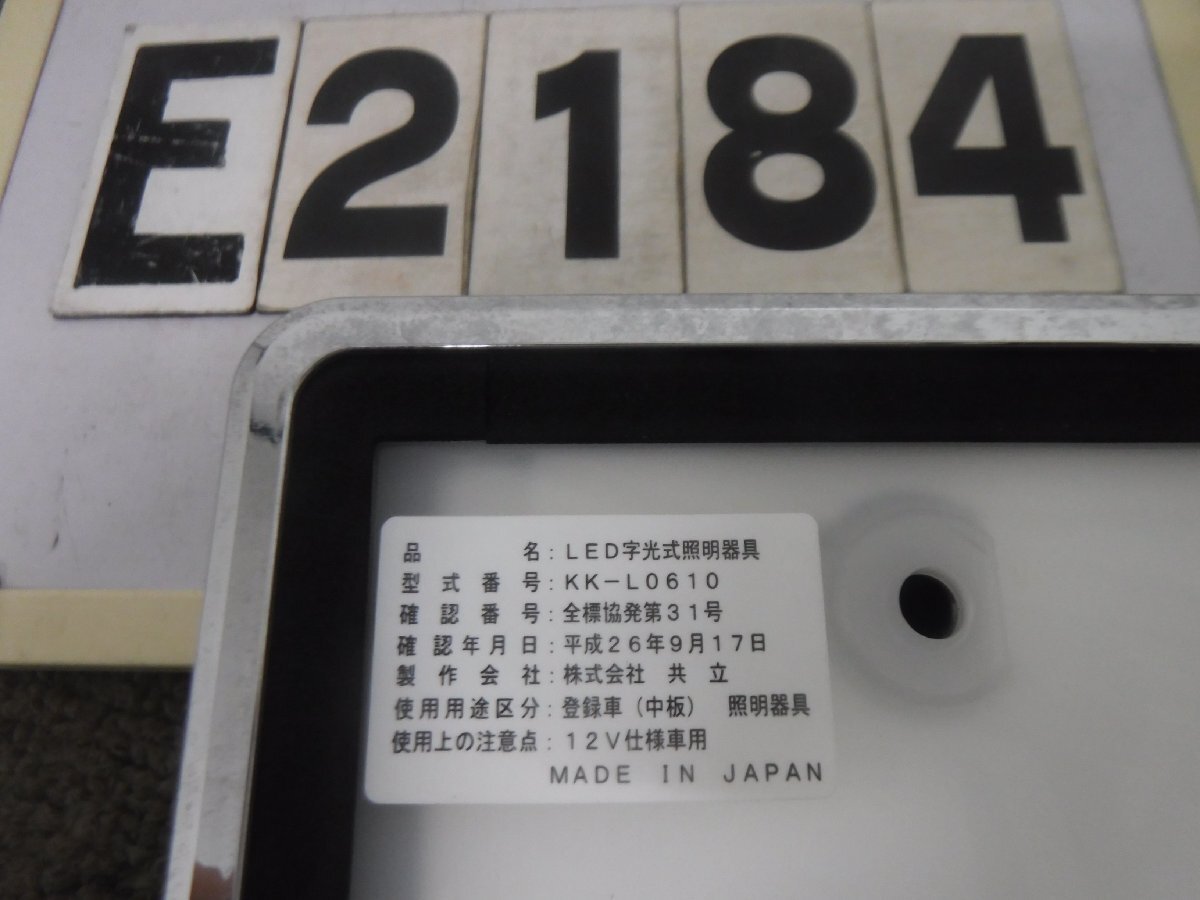 E2184
品名：LED字光式照明器具
型式番号：KK－L0610
確認番号：全標協発第31号
確認年月日：平成26年9月17日
製作会社：株式会社 共立
使用用途区分：登録車（中板） 照明器具
使用上の注意点：12V仕様車用
MADE IN JAPAN